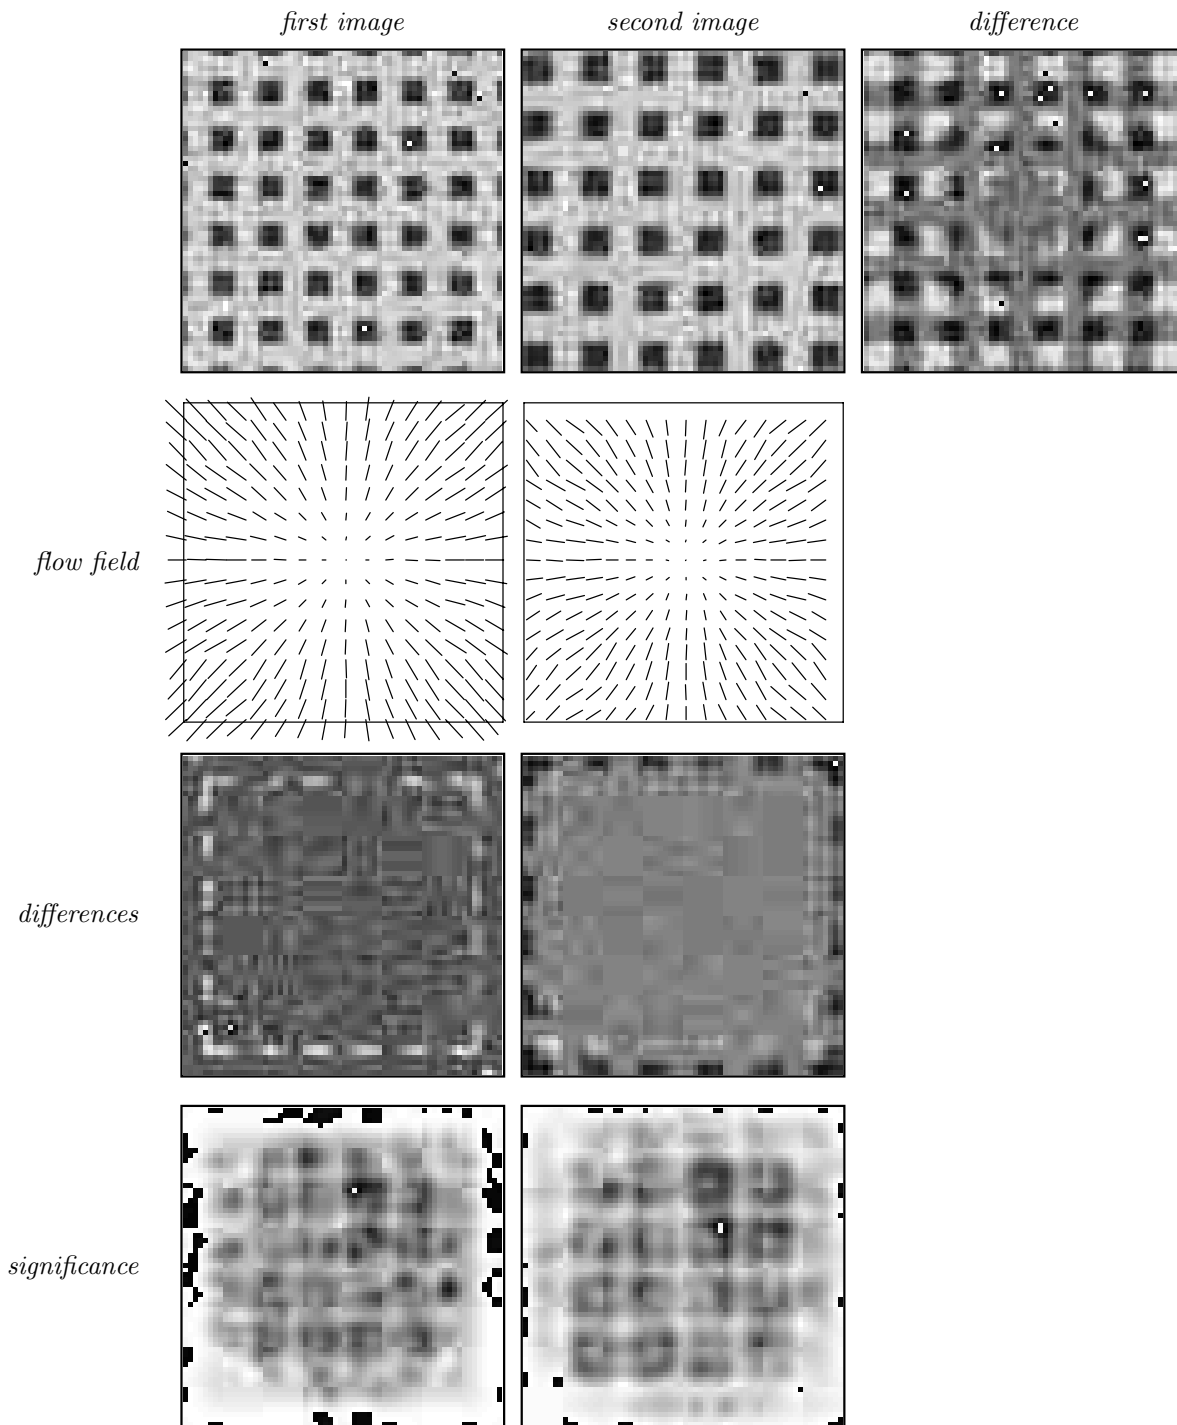 first image
second image
difference
flow field
differences
significance